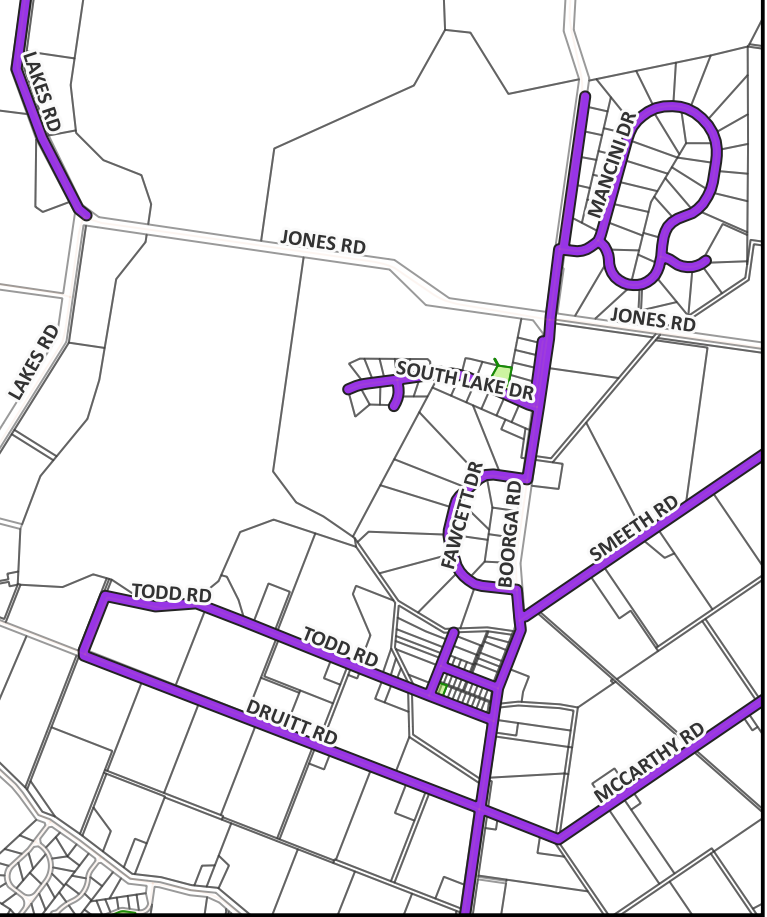 LAKES RD
MANCINI DR
JONES RD
JONES RD
LAKES RD
SOUTH LAKE DR
FAWCETT DR
BOORGA RD
SMEETH RD
TODD RD
TODD RD
DRUITT RD
MCCARTHY RD